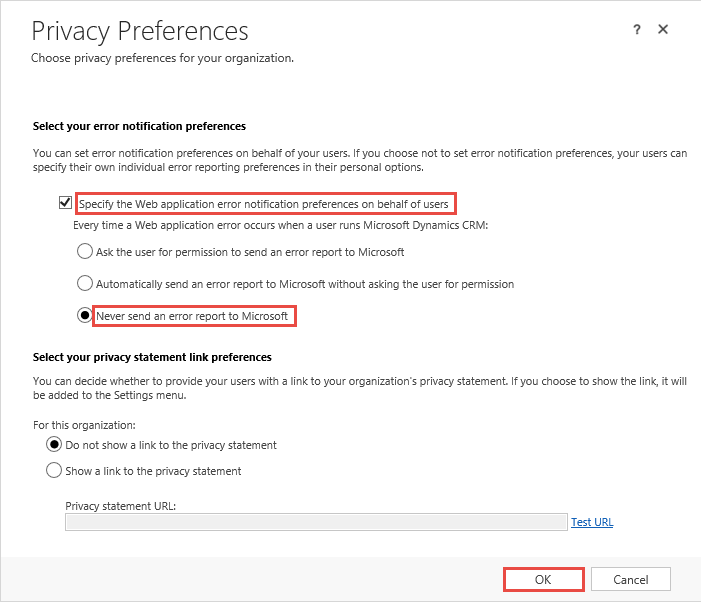 Privacy Preferences
?
Choose privacy preferences for your organization.
Select your error notification preferences
You can set error notification preferences on behalf of your users. If you choose not to set error notification preferences, your users can
specify their own individual error reporting preferences in their personal options.
Specify the Web application error notification preferences on behalf of users
Every time a Web application error occurs when a user runs Microsoft Dynamics CRM:
Ask the user for permission to send an error report to Microsoft
Automatically send an error report to Microsoft without asking the user for permission
Never send an error report to Microsoft
Select your privacy statement link preferences
You can decide whether to provide your users with a link to your organization's privacy statement. If you choose to show the link, it will
be added to the Settings menu.
For this organization:
Do not show a link to the privacy statement
Show a link to the privacy statement
Privacy statement URL:
Test URL
OK
Cancel